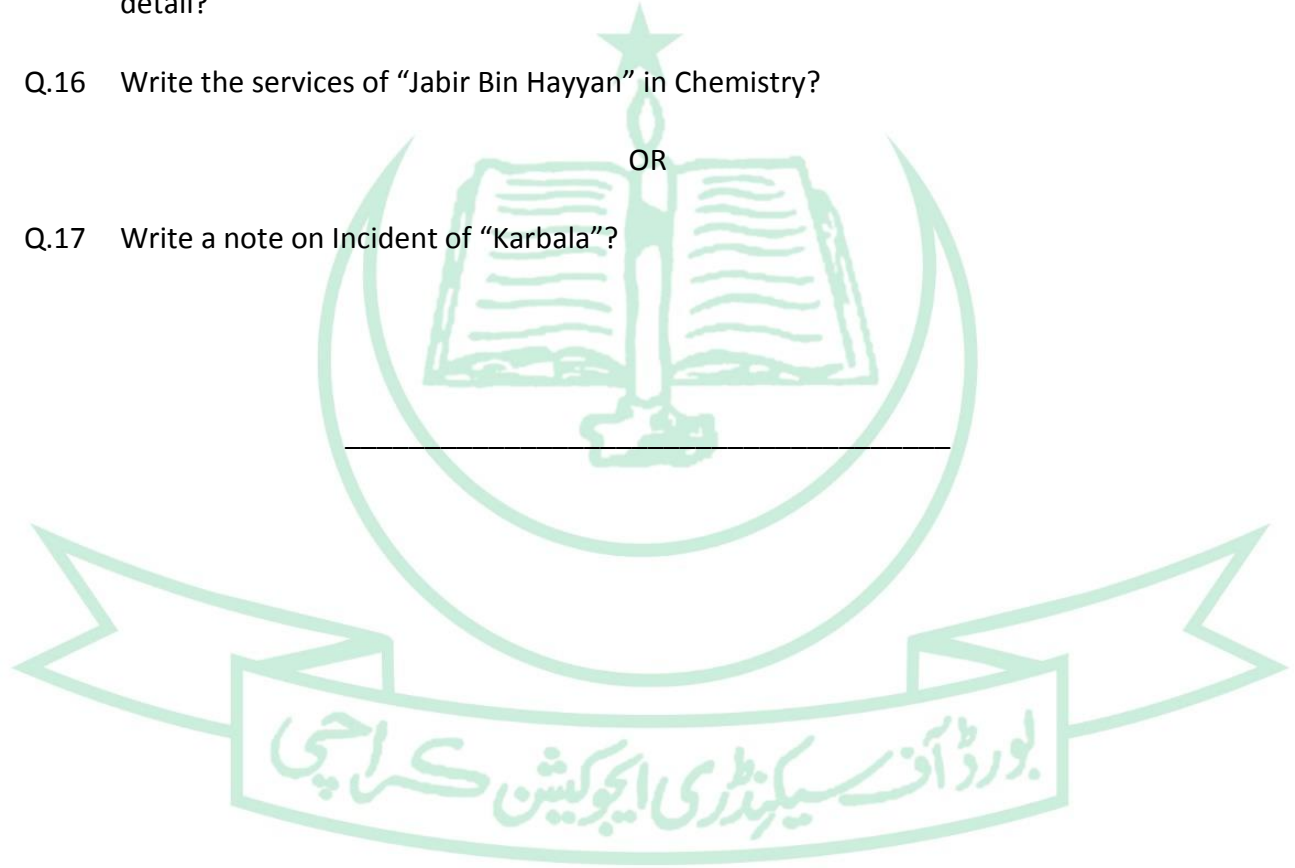 detail?
Q.16 Write the services of “Jabir Bin Hayyan” in Chemistry?
OR
Q.17 Write a note on Incident of “Karbala”?
بورڈ آف سیکنڈری ایجوکیشن کراچی